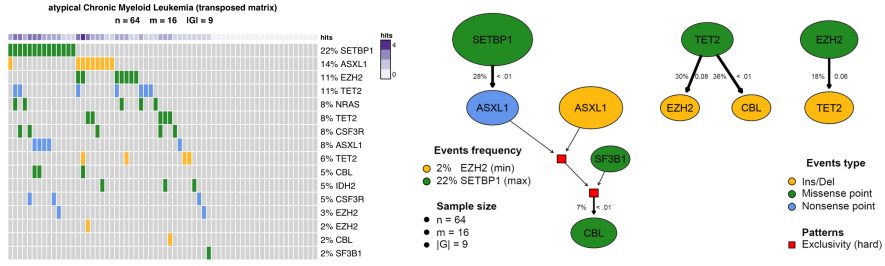 atypical Chronic Myeloid Leukemia (transposed matrix)
n = 64 m = 16 |G| = 9
hits
hits
4
0
22% SETBP1
14% ASXL1
11% EZH2
11% TET2
8% NRAS
8% TET2
8% CSF3R
8% ASXL1
6% TET2
5% CBL
5% IDH2
5% CSF3R
3% EZH2
2% EZH2
2% CBL
2% SF3B1
SETBP1
28% < .01
ASXL1
ASXL1
SF3B1
7% < .01
CBL
TET2
30% 0.08 36% < .01
EZH2
CBL
EZH2
18% 0.06
TET2
Events frequency
2% EZH2 (min)
22% SETBP1 (max)
Sample size
n = 64
m = 16
|G| = 9
Events type
Ins/Del
Missense point
Nonsense point
Patterns
Exclusivity (hard)